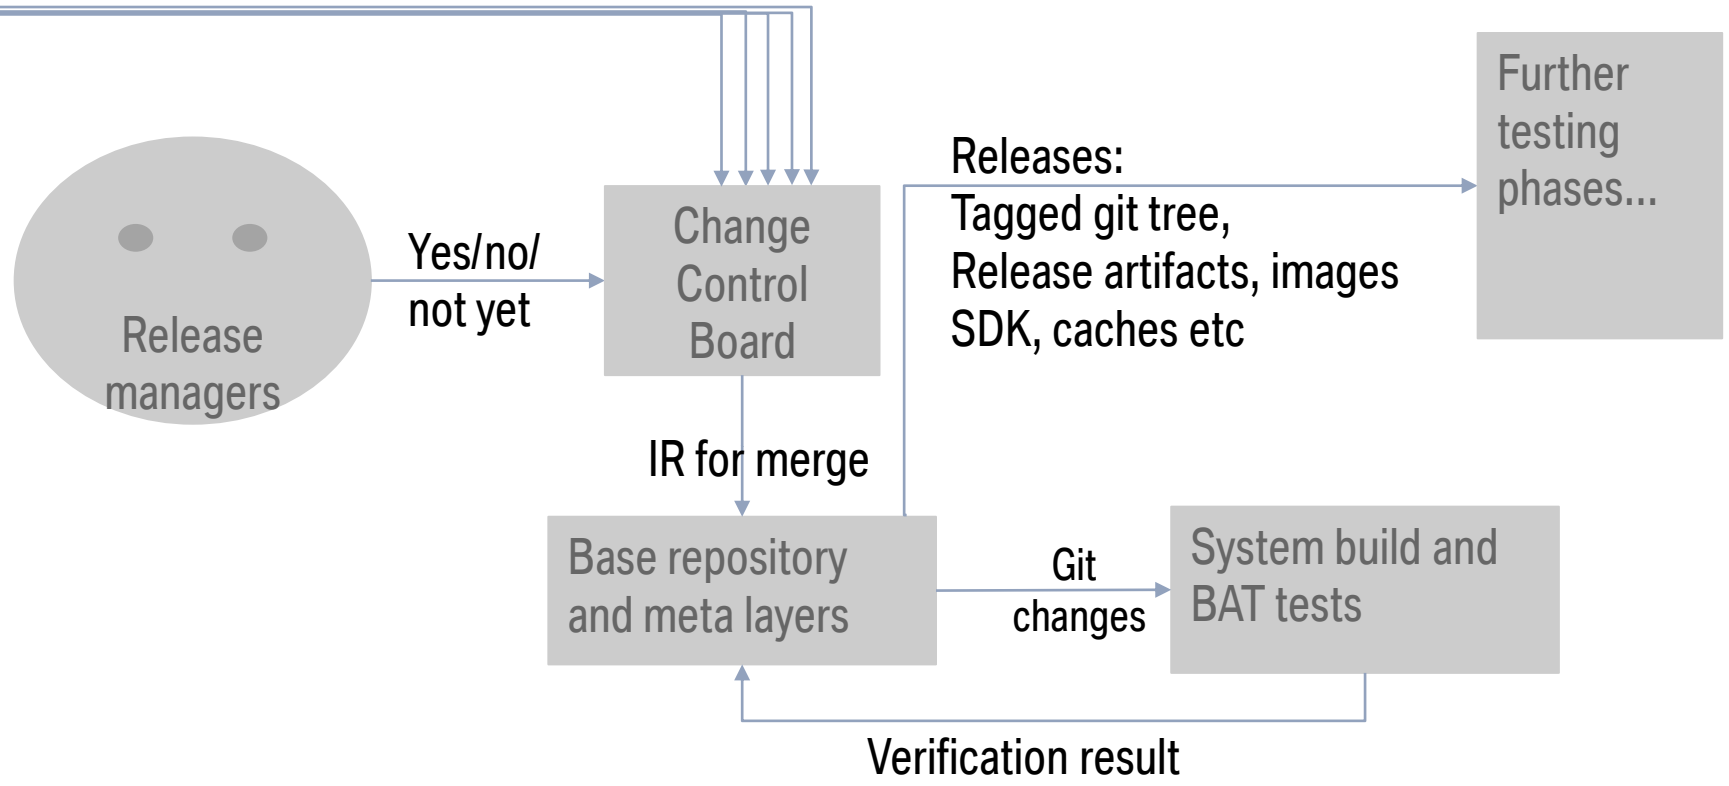 Further
testing
phases...
Releases:
Tagged git tree,
Release artifacts, images
SDK, caches etc
Change
Control
Board
Yes/no/
not yet
Release
managers
IR for merge
Base repository
and meta layers
Git
changes
System build and
BAT tests
Verification result